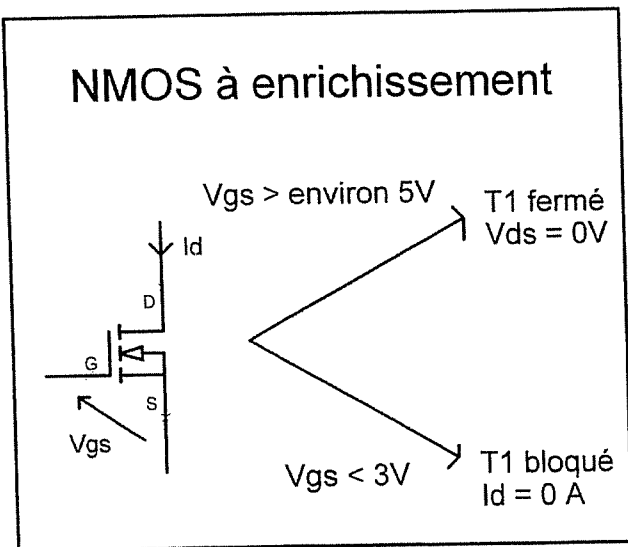 NMOS à enrichissement
Vgs > environ 5V
T1 fermé
Vds = 0V
Id
D
G
S
Vgs
Vgs < 3V
T1 bloqué
Id = 0 A